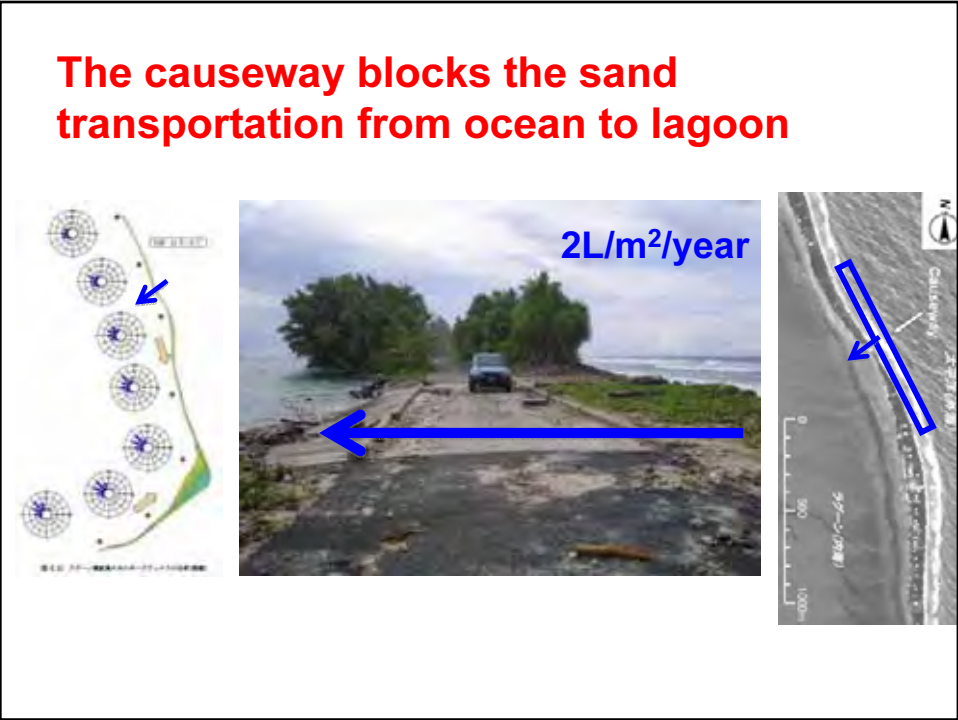 The causeway blocks the sand
transportation from ocean to lagoon
2L/m²/year
N
Causeway
0
500
1000m